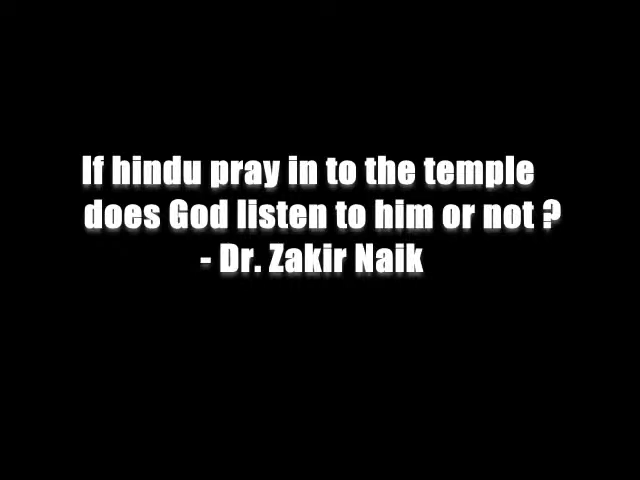 If hindu pray in to the temple
does God listen to him or not ?
- Dr. Zakir Naik